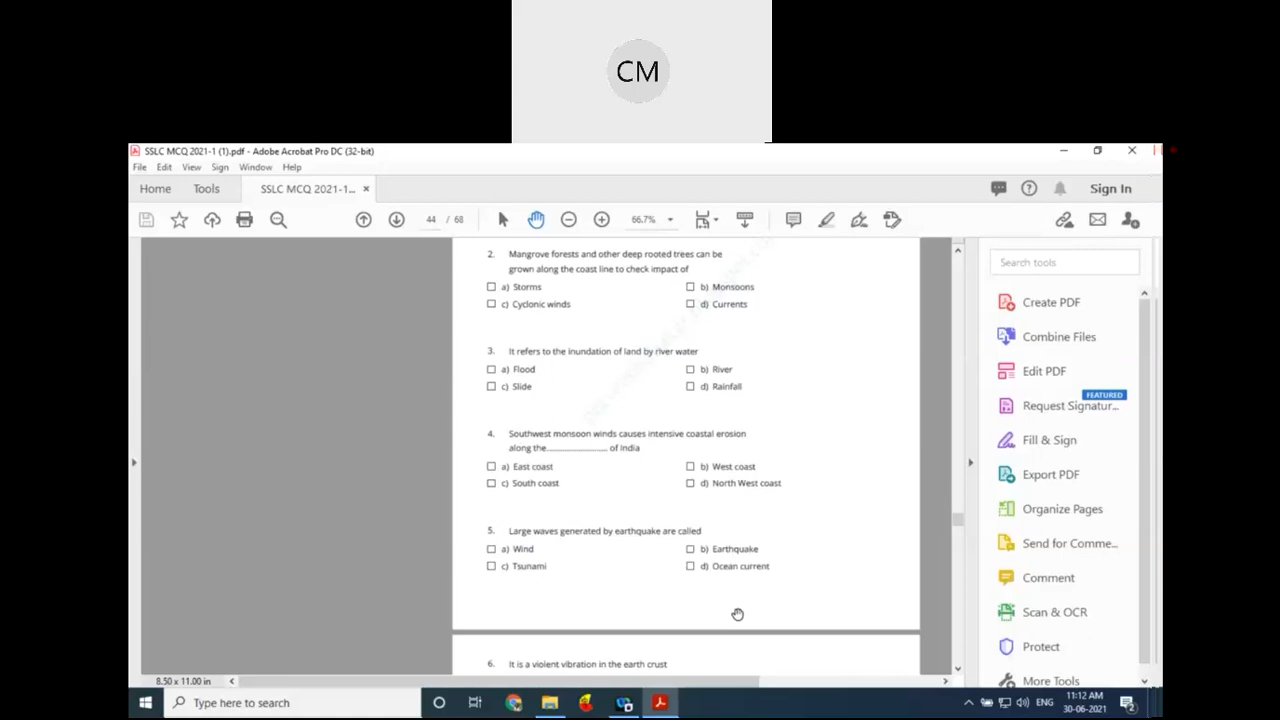 CM
SSLC MCQ 2021-1 (1).pdf - Adobe Acrobat Pro DC (32-bit)
File Edit View Sign Window Help
Home Tools SSLC MCQ 2021-1... × Sign In
44 / 68 66.7%
2. Mangrove forests and other deep rooted trees can be
grown along the coast line to check impact of
a) Storms b) Monsoons
c) Cyclonic winds d) Currents
3. It refers to the inundation of land by river water
a) Flood b) River
c) Slide d) Rainfall
4. Southwest monsoon winds causes intensive coastal erosion
along the........................ of India
a) East coast b) West coast
c) South coast d) North West coast
5. Large waves generated by earthquake are called
a) Wind b) Earthquake
c) Tsunami d) Ocean current
6. It is a violent vibration in the earth crust
8.50 x 11.00 in
Search tools
Create PDF
Combine Files
Edit PDF
FEATURED
Request Signatur...
Fill & Sign
Export PDF
Organize Pages
Send for Comme...
Comment
Scan & OCR
Protect
More Tools
Type here to search
ENG
11:12 AM
30-06-2021
2